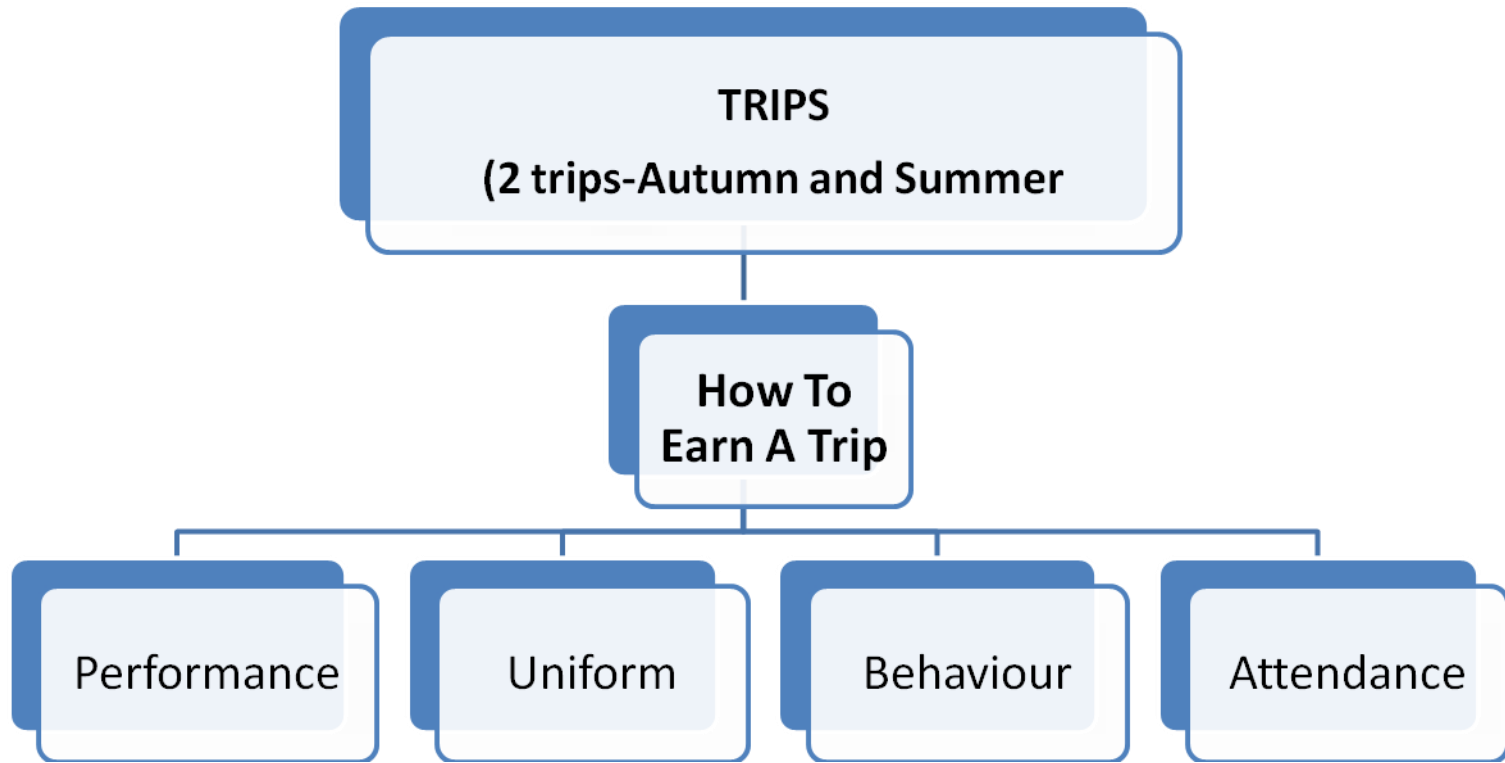 TRIPS
(2 trips-Autumn and Summer
How To
Earn A Trip
Performance
Uniform
Behaviour
Attendance